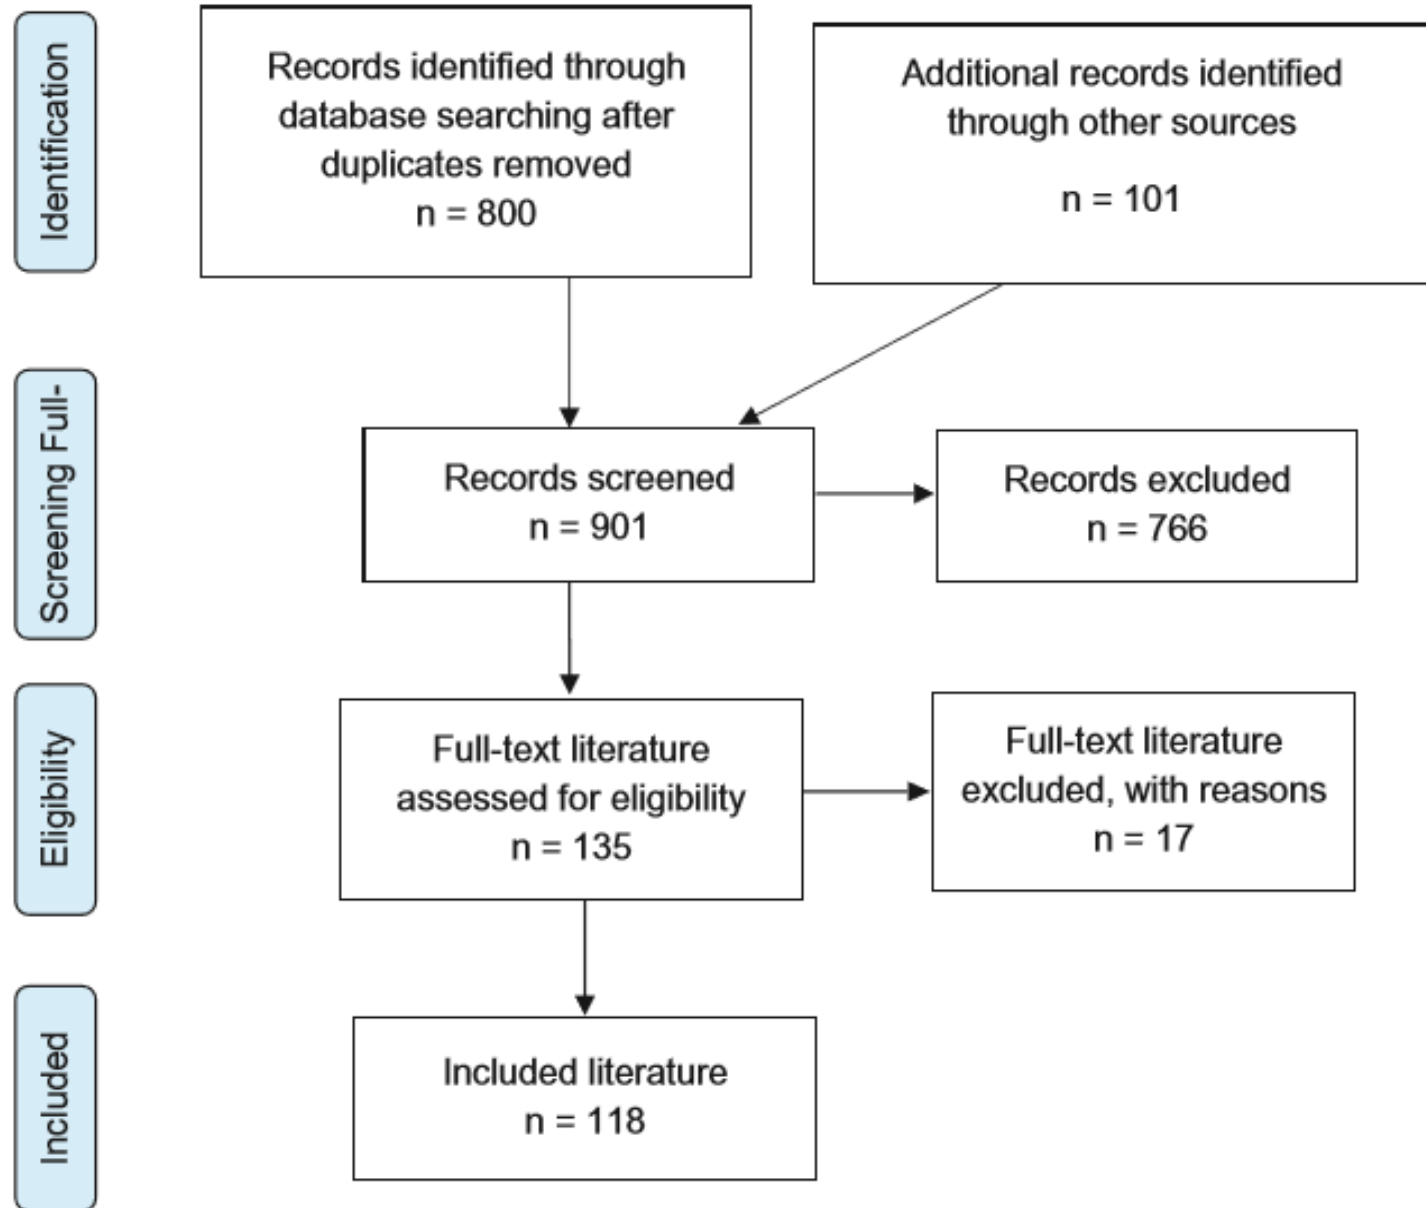 Identification
Records identified through
database searching after
duplicates removed
n = 800
Additional records identified
through other sources
n = 101
Screening Full-
Records screened
n = 901
Records excluded
n = 766
Eligibility
Full-text literature
assessed for eligibility
n = 135
Full-text literature
excluded, with reasons
n = 17
Included
Included literature
n = 118